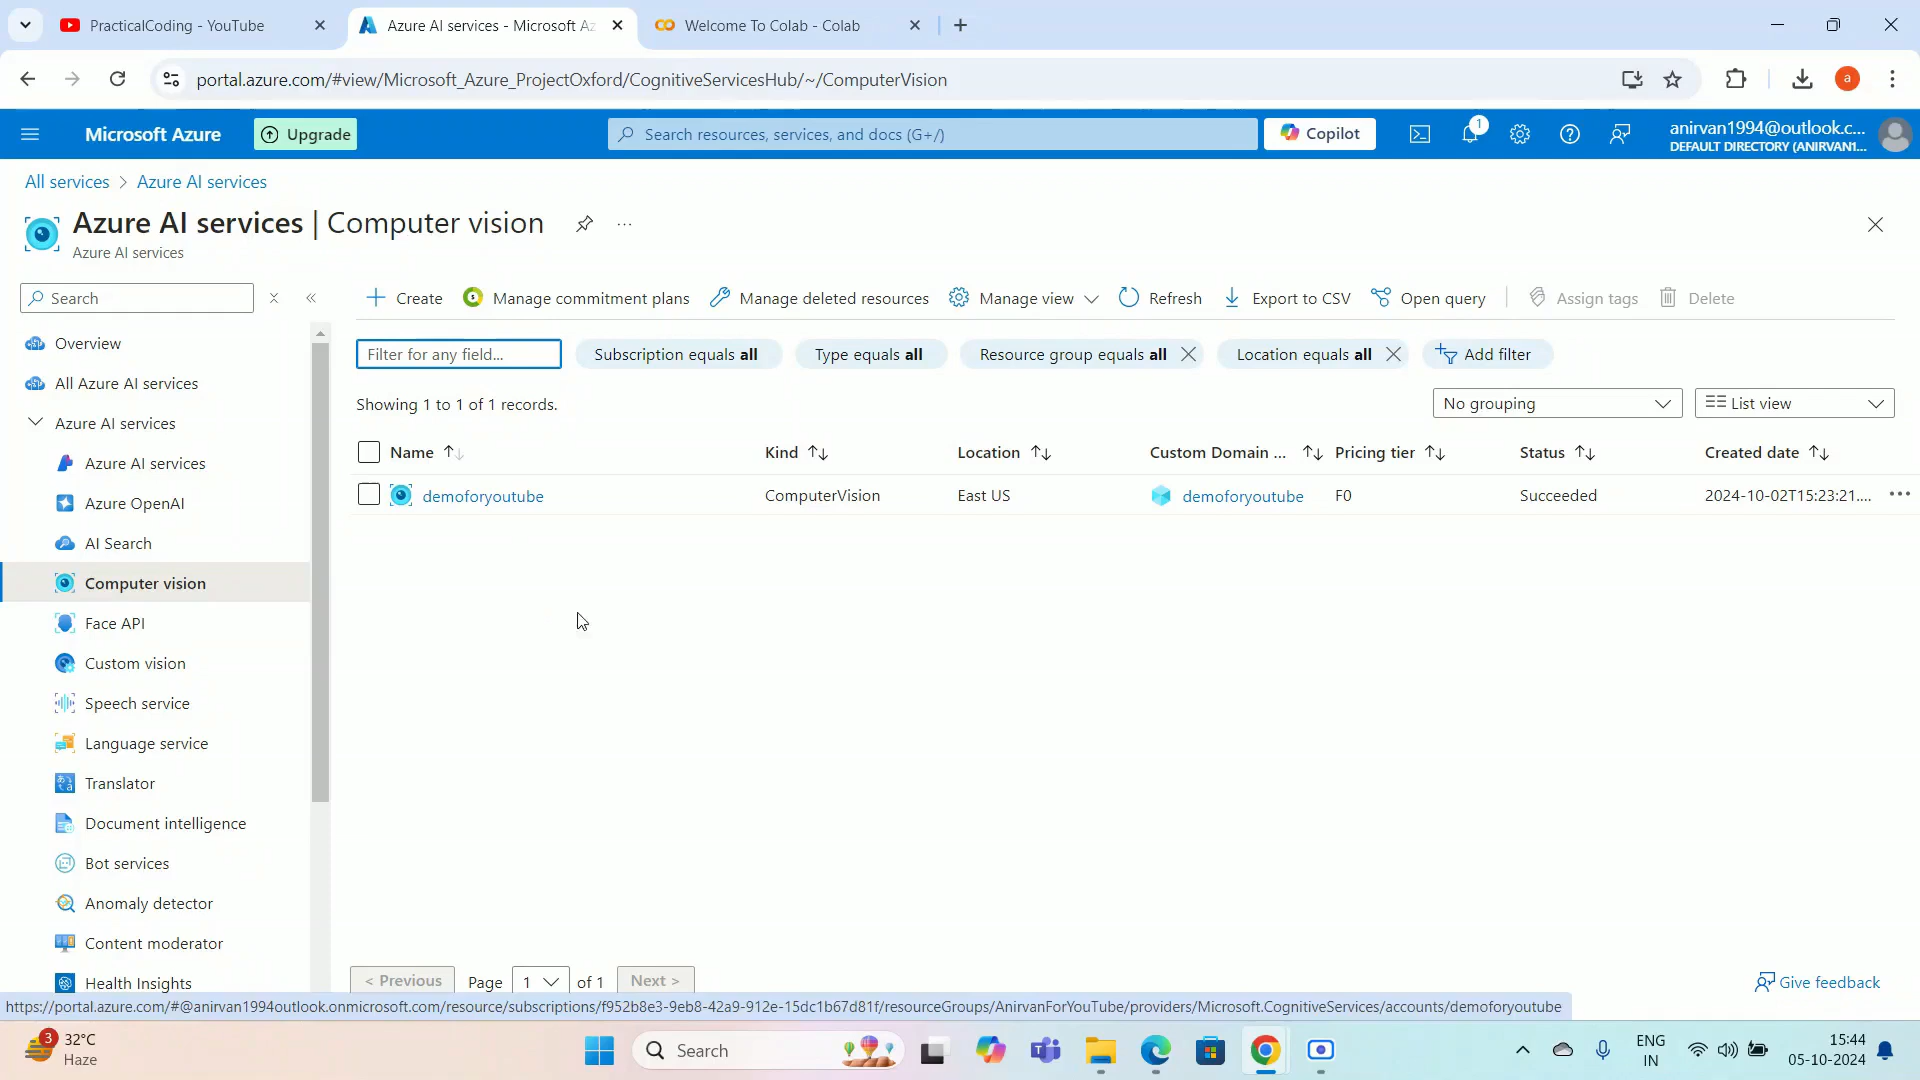 PracticalCoding - YouTube
Azure AI services - Microsoft Az
Welcome To Colab - Colab
portal.azure.com/#view/Microsoft_Azure_ProjectOxford/CognitiveServicesHub/~/ComputerVision
a
Microsoft Azure
Upgrade
Search resources, services, and docs (G+/)
Copilot
1
anirvan1994@outlook.c...
DEFAULT DIRECTORY (ANIRVAN1...
All services > Azure AI services
Azure AI services | Computer vision
Azure AI services
Search
Create
Manage commitment plans
Manage deleted resources
Manage view
Refresh
Export to CSV
Open query
Assign tags
Delete
Filter for any field...
Subscription equals all
Type equals all
Resource group equals all
Location equals all
Add filter
Showing 1 to 1 of 1 records.
No grouping
List view
Name
Kind
Location
Custom Domain ...
Pricing tier
Status
Created date
demoforyoutube
ComputerVision
East US
demoforyoutube
F0
Succeeded
2024-10-02T15:23:21....
Overview
All Azure AI services
Azure AI services
Azure AI services
Azure OpenAI
AI Search
Computer vision
Face API
Custom vision
Speech service
Language service
Translator
Document intelligence
Bot services
Anomaly detector
Content moderator
Health Insights
< Previous
Page
1
of 1
Next >
Give feedback
https://portal.azure.com/#@anirvan1994outlook.onmicrosoft.com/resource/subscriptions/f952b8e3-9eb8-42a9-912e-15dc1b67d81f/resourceGroups/AnirvanForYouTube/providers/Microsoft.CognitiveServices/accounts/demoforyoutube
3
32°C
Haze
Search
ENG
IN
15:44
05-10-2024